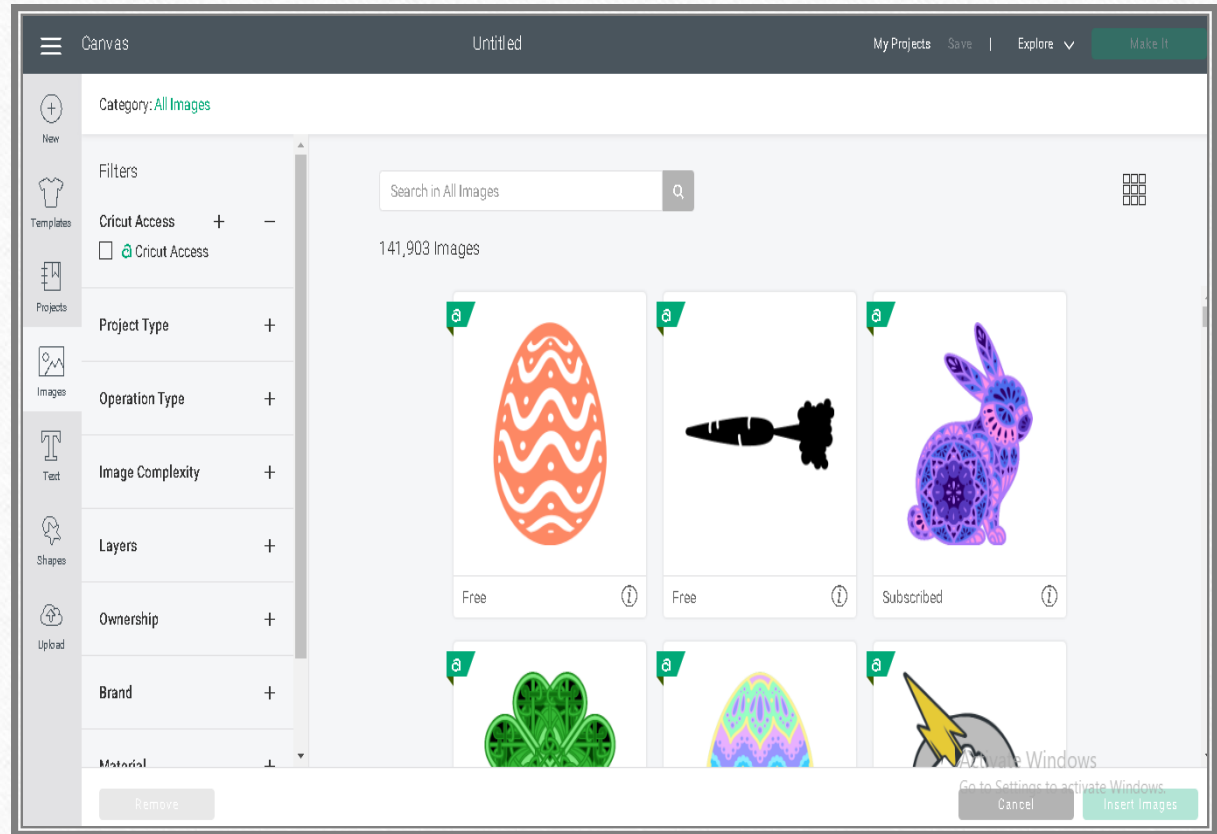 Canvas
Untitled
My Projects Save | Explore Make It
New
Templates
Projects
Images
Text
Shapes
Upload
Category: All Images
Filters
Cricut Access + −
a Cricut Access
Project Type +
Operation Type +
Image Complexity +
Layers +
Ownership +
Brand +
Material +
Search in All Images
141,903 Images
a
a
a
Free
Free
Subscribed
a
a
a
Activate Windows
Go to Settings to activate Windows.
Remove
Cancel
Insert Images